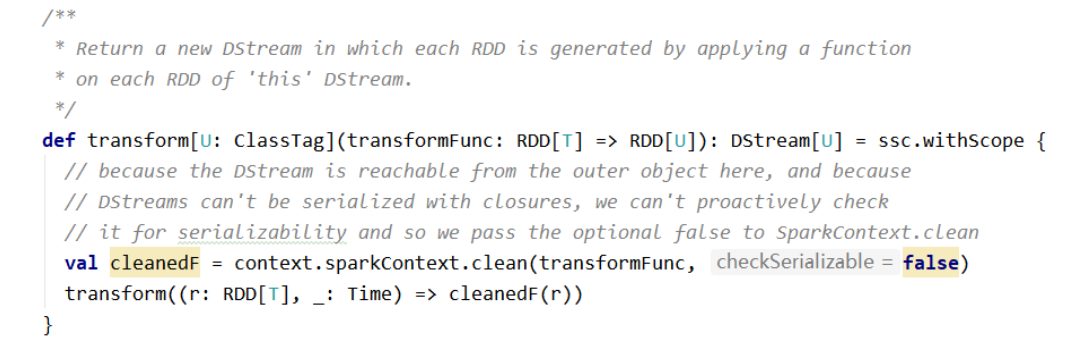 /**
 * Return a new DStream in which each RDD is generated by applying a function
 * on each RDD of 'this' DStream.
 */
def transform[U: ClassTag](transformFunc: RDD[T] => RDD[U]): DStream[U] = ssc.withScope {
  // because the DStream is reachable from the outer object here, and because
  // DStreams can't be serialized with closures, we can't proactively check
  // it for serializability and so we pass the optional false to SparkContext.clean
  val cleanedF = context.sparkContext.clean(transformFunc, checkSerializable = false)
  transform((r: RDD[T], _: Time) => cleanedF(r))
}